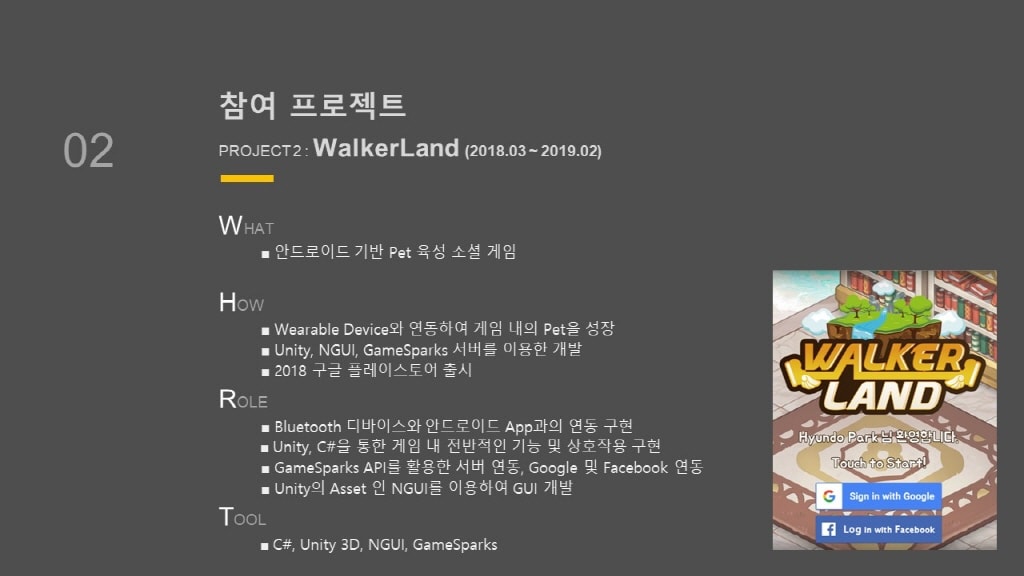 참여 프로젝트
02
PROJECT 2 : WalkerLand (2018.03 ~ 2019.02)
WHAT
■ 안드로이드 기반 Pet 육성 소셜 게임
HOW
■ Wearable Device와 연동하여 게임 내의 Pet을 성장
■ Unity, NGUI, GameSparks 서버를 이용한 개발
■ 2018 구글 플레이스토어 출시
ROLE
■ Bluetooth 디바이스와 안드로이드 App과의 연동 구현
■ Unity, C#을 통한 게임 내 전반적인 기능 및 상호작용 구현
■ GameSparks API를 활용한 서버 연동, Google 및 Facebook 연동
■ Unity의 Asset 인 NGUI를 이용하여 GUI 개발
TOOL
■ C#, Unity 3D, NGUI, GameSparks
WALKER
LAND
Hyundo Park 님 환영합니다.
Touch to Start!
G Sign in with Google
f Log in with Facebook